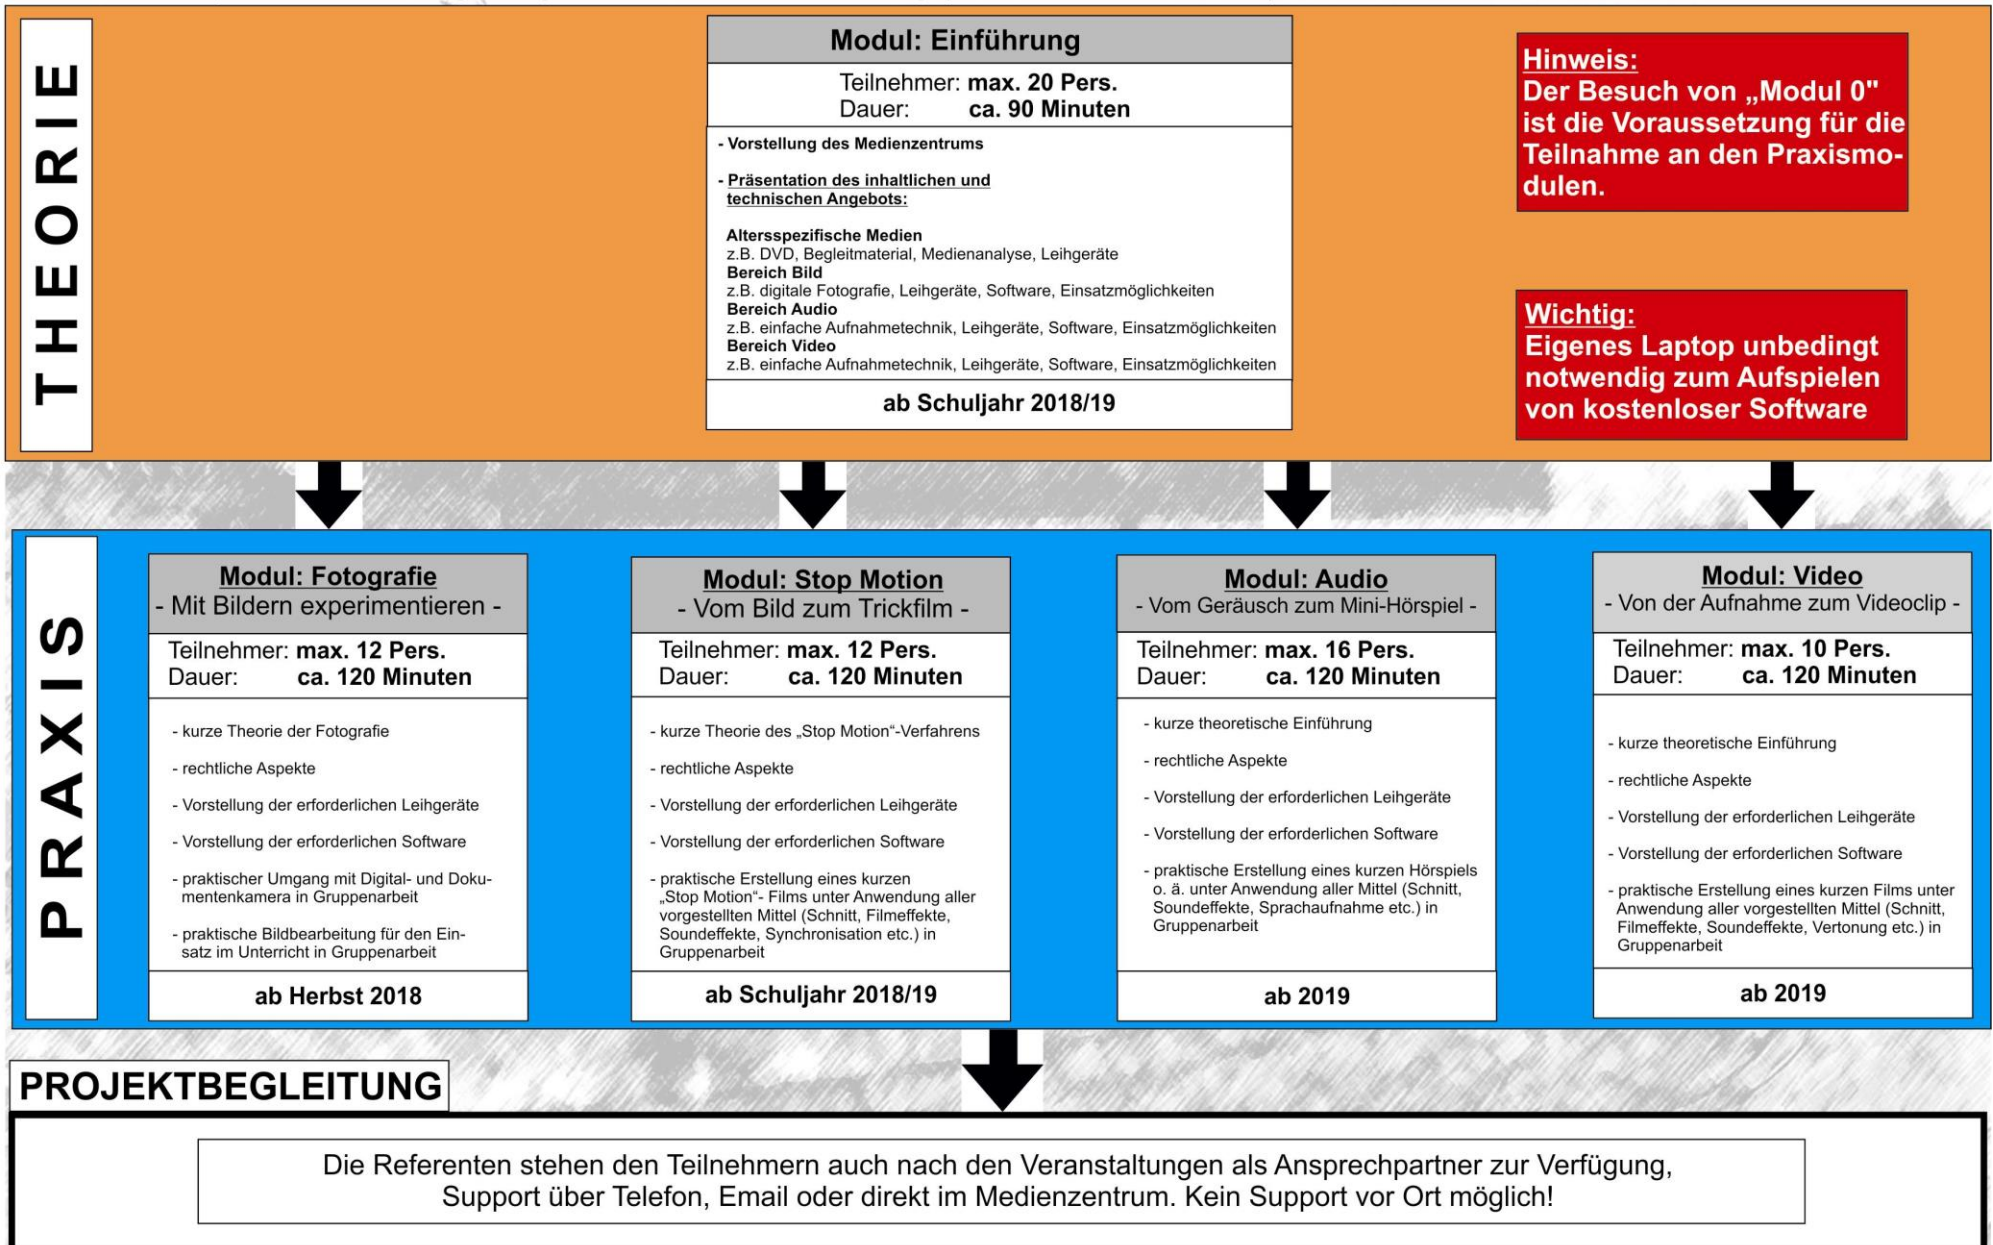 THEORIE
Modul: Einführung
Teilnehmer: max. 20 Pers.
Dauer: ca. 90 Minuten
- Vorstellung des Medienzentrums
- Präsentation des inhaltlichen und
technischen Angebots:
Altersspezifische Medien
z.B. DVD, Begleitmaterial, Medienanalyse, Leihgeräte
Bereich Bild
z.B. digitale Fotografie, Leihgeräte, Software, Einsatzmöglichkeiten
Bereich Audio
z.B. einfache Aufnahmetechnik, Leihgeräte, Software, Einsatzmöglichkeiten
Bereich Video
z.B. einfache Aufnahmetechnik, Leihgeräte, Software, Einsatzmöglichkeiten
ab Schuljahr 2018/19
Hinweis:
Der Besuch von „Modul 0"
ist die Voraussetzung für die
Teilnahme an den Praxismo-
dulen.
Wichtig:
Eigenes Laptop unbedingt
notwendig zum Aufspielen
von kostenloser Software
PRAXIS
Modul: Fotografie
- Mit Bildern experimentieren -
Teilnehmer: max. 12 Pers.
Dauer: ca. 120 Minuten
- kurze Theorie der Fotografie
- rechtliche Aspekte
- Vorstellung der erforderlichen Leihgeräte
- Vorstellung der erforderlichen Software
- praktischer Umgang mit Digital- und Doku-
mentenkamera in Gruppenarbeit
- praktische Bildbearbeitung für den Ein-
satz im Unterricht in Gruppenarbeit
ab Herbst 2018
Modul: Stop Motion
- Vom Bild zum Trickfilm -
Teilnehmer: max. 12 Pers.
Dauer: ca. 120 Minuten
- kurze Theorie des „Stop Motion“-Verfahrens
- rechtliche Aspekte
- Vorstellung der erforderlichen Leihgeräte
- Vorstellung der erforderlichen Software
- praktische Erstellung eines kurzen
„Stop Motion“- Films unter Anwendung aller
vorgestellten Mittel (Schnitt, Filmeffekte,
Soundeffekte, Synchronisation etc.) in
Gruppenarbeit
ab Schuljahr 2018/19
Modul: Audio
- Vom Geräusch zum Mini-Hörspiel -
Teilnehmer: max. 16 Pers.
Dauer: ca. 120 Minuten
- kurze theoretische Einführung
- rechtliche Aspekte
- Vorstellung der erforderlichen Leihgeräte
- Vorstellung der erforderlichen Software
- praktische Erstellung eines kurzen Hörspiels
o. ä. unter Anwendung aller Mittel (Schnitt,
Soundeffekte, Sprachaufnahme etc.) in
Gruppenarbeit
ab 2019
Modul: Video
- Von der Aufnahme zum Videoclip -
Teilnehmer: max. 10 Pers.
Dauer: ca. 120 Minuten
- kurze theoretische Einführung
- rechtliche Aspekte
- Vorstellung der erforderlichen Leihgeräte
- Vorstellung der erforderlichen Software
- praktische Erstellung eines kurzen Films unter
Anwendung aller vorgestellten Mittel (Schnitt,
Filmeffekte, Soundeffekte, Vertonung etc.) in
Gruppenarbeit
ab 2019
PROJEKTBEGLEITUNG
Die Referenten stehen den Teilnehmern auch nach den Veranstaltungen als Ansprechpartner zur Verfügung,
Support über Telefon, Email oder direkt im Medienzentrum. Kein Support vor Ort möglich!